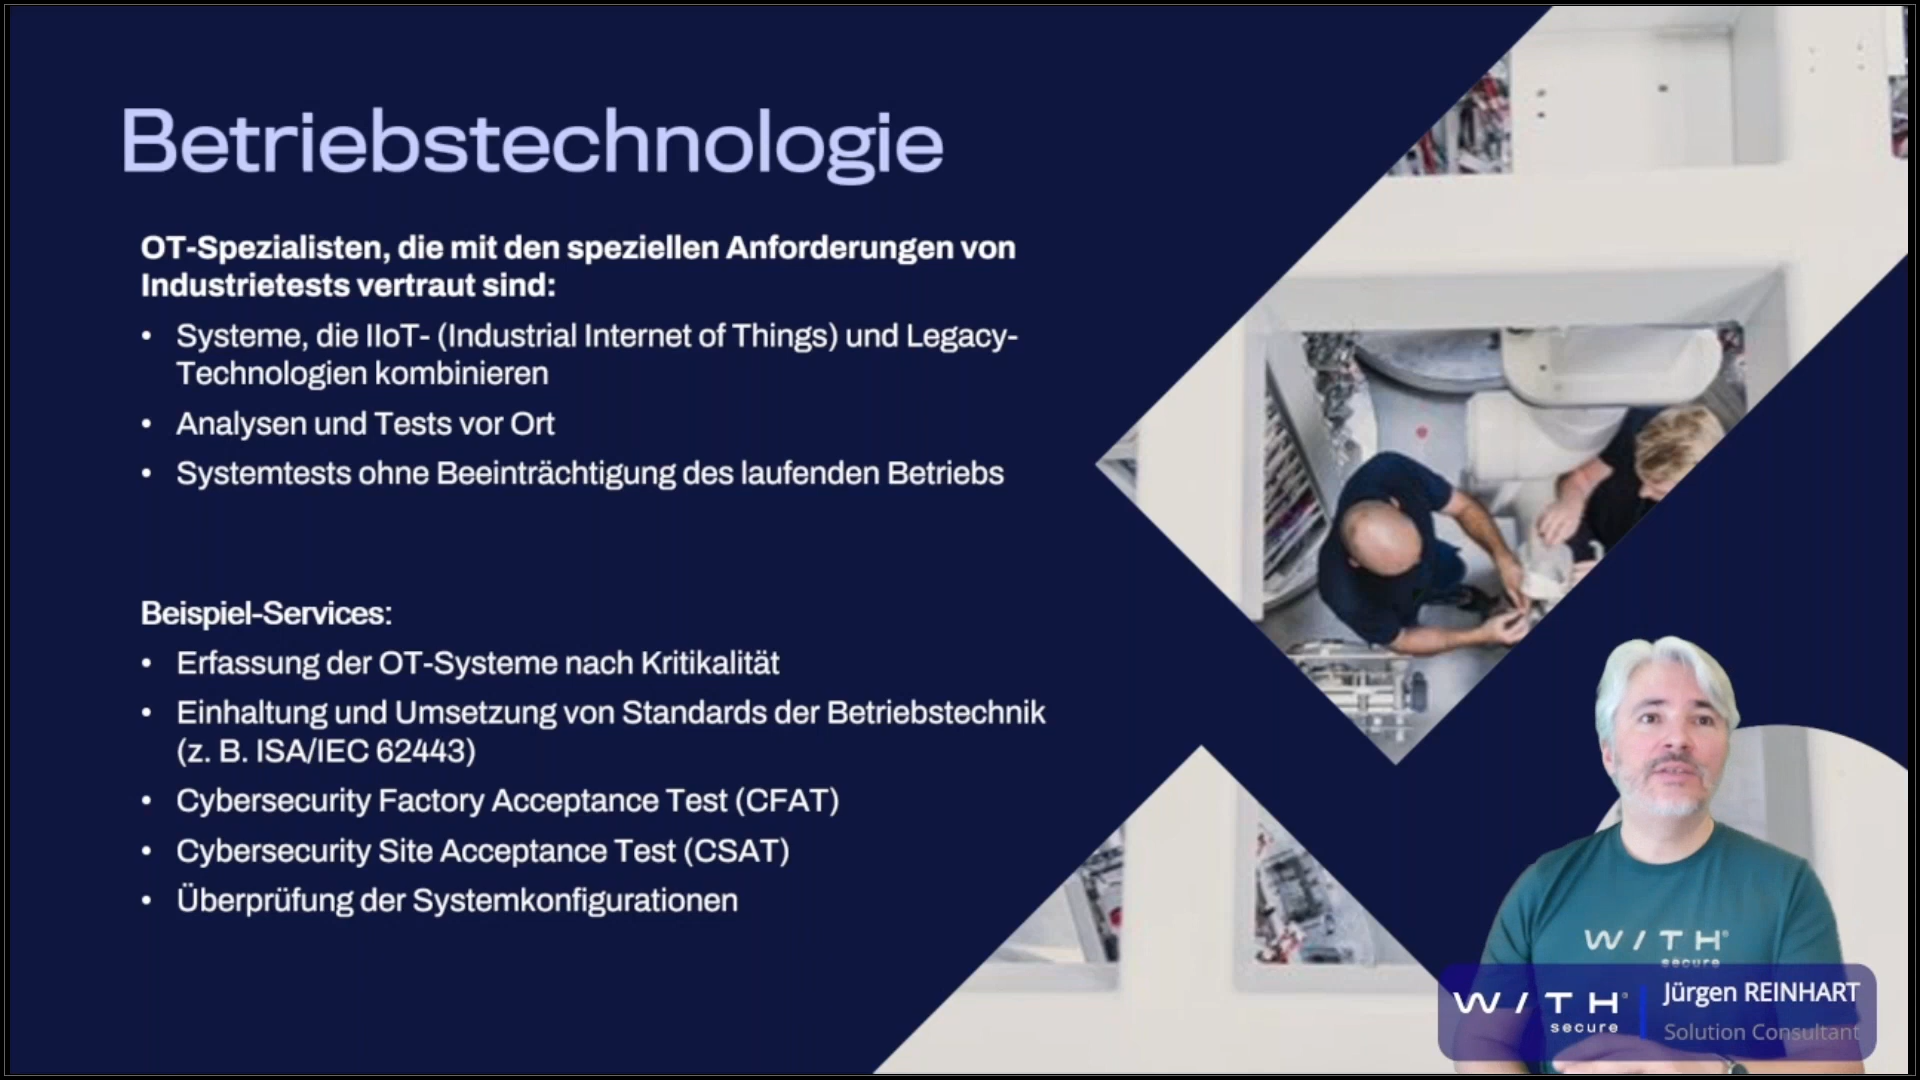 Betriebstechnologie
OT-Spezialisten, die mit den speziellen Anforderungen von
Industrietests vertraut sind:
• Systeme, die IIoT- (Industrial Internet of Things) und Legacy-
Technologien kombinieren
• Analysen und Tests vor Ort
• Systemtests ohne Beeinträchtigung des laufenden Betriebs
Beispiel-Services:
• Erfassung der OT-Systeme nach Kritikalität
• Einhaltung und Umsetzung von Standards der Betriebstechnik
(z. B. ISA/IEC 62443)
• Cybersecurity Factory Acceptance Test (CFAT)
• Cybersecurity Site Acceptance Test (CSAT)
• Überprüfung der Systemkonfigurationen
W/TH®
secure
W/TH®
secure
Jürgen REINHART
Solution Consultant